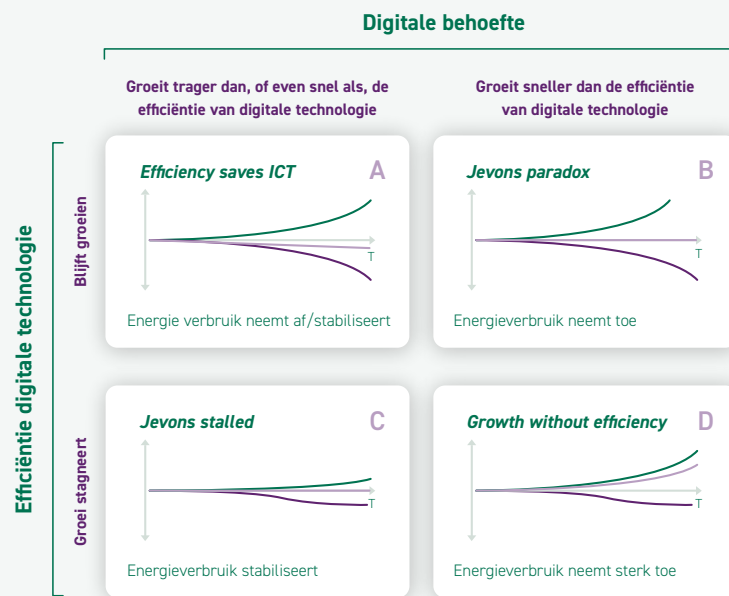 Digitale behoefte
Groeit trager dan, of even snel als, de
efficiëntie van digitale technologie
Groeit sneller dan de efficiëntie
van digitale technologie
Efficiëntie digitale technologie
Blijft groeien
Efficiency saves ICT
A
T
Energie verbruik neemt af/stabiliseert
Jevons paradox
B
T
Energieverbruik neemt toe
Groei stagneert
Jevons stalled
C
T
Energieverbruik stabiliseert
Growth without efficiency
D
T
Energieverbruik neemt sterk toe